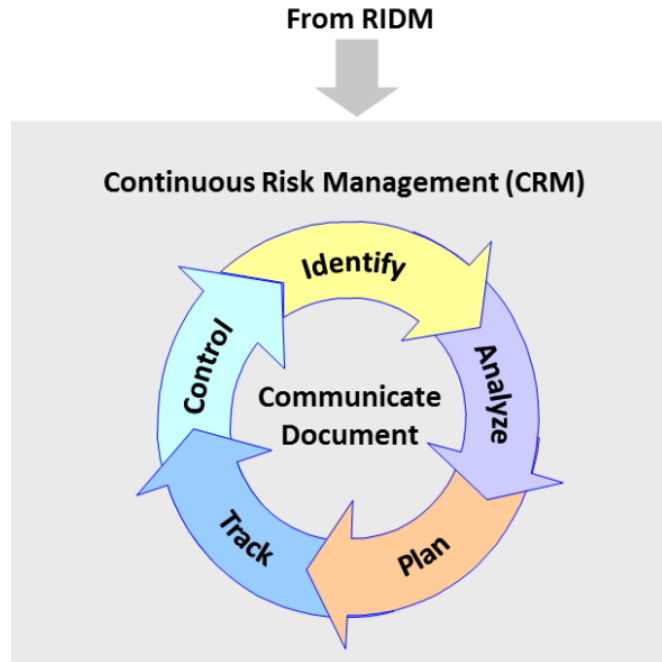 From RIDM
Continuous Risk Management (CRM)
Identify
Analyze
Plan
Track
Control
Communicate
Document